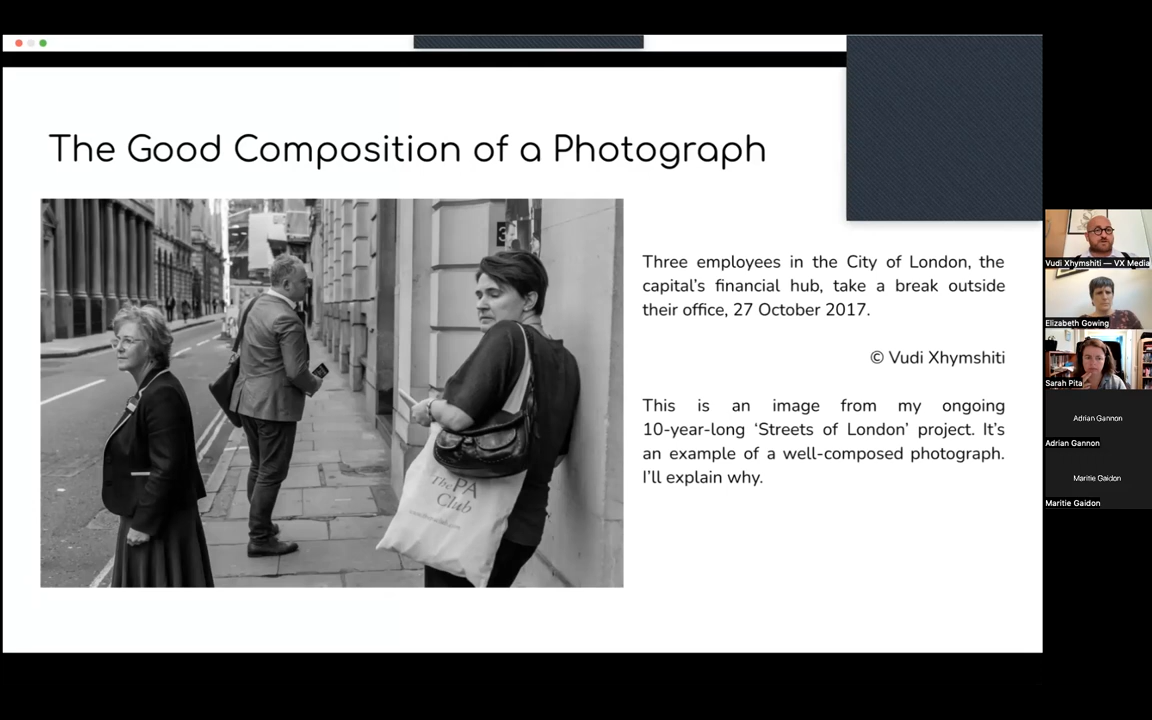 The Good Composition of a Photograph
3
The PA
Club
Three employees in the City of London, the
capital's financial hub, take a break outside
their office, 27 October 2017.
© Vudi Xhymshiti
This is an image from my ongoing
10-year-long ‘Streets of London’ project. It's
an example of a well-composed photograph.
I'll explain why.
Vudi Xhymshiti — VX Media
Elizabeth Gowing
Sarah Pita
Adrian Gannon
Adrian Gannon
Maritie Gaidon
Maritie Gaidon